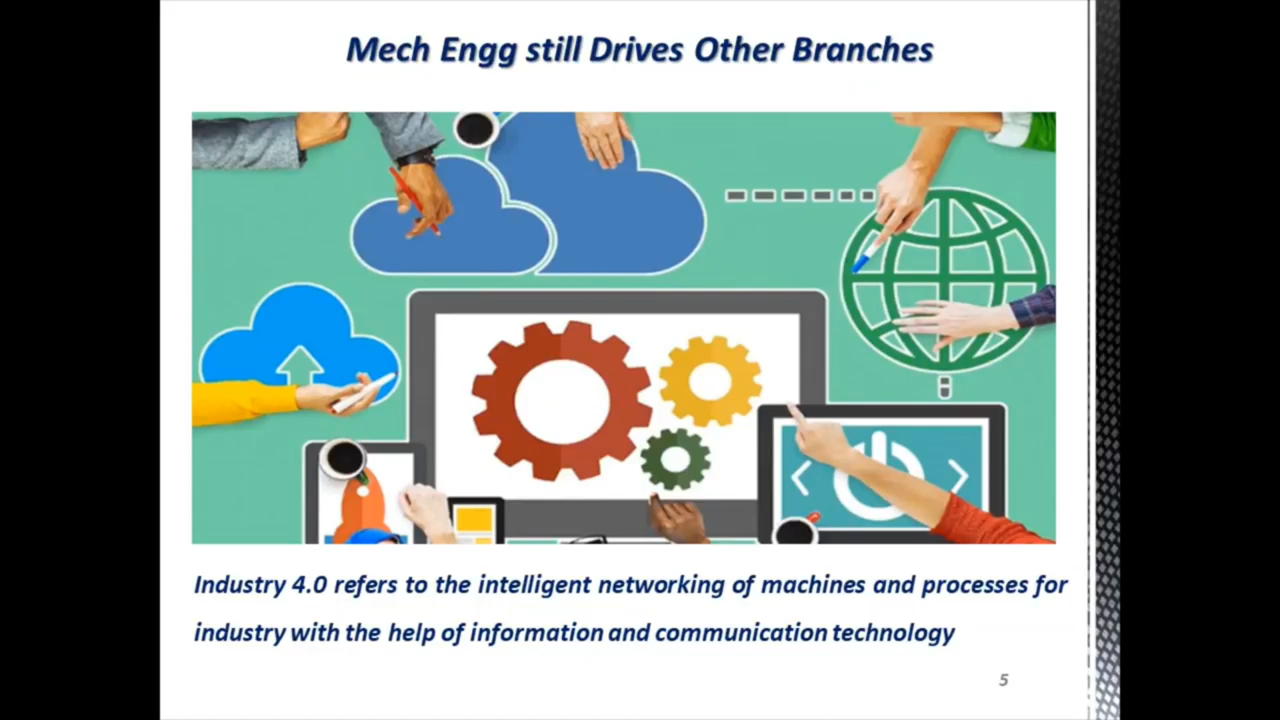 Mech Engg still Drives Other Branches
Industry 4.0 refers to the intelligent networking of machines and processes for
industry with the help of information and communication technology
5